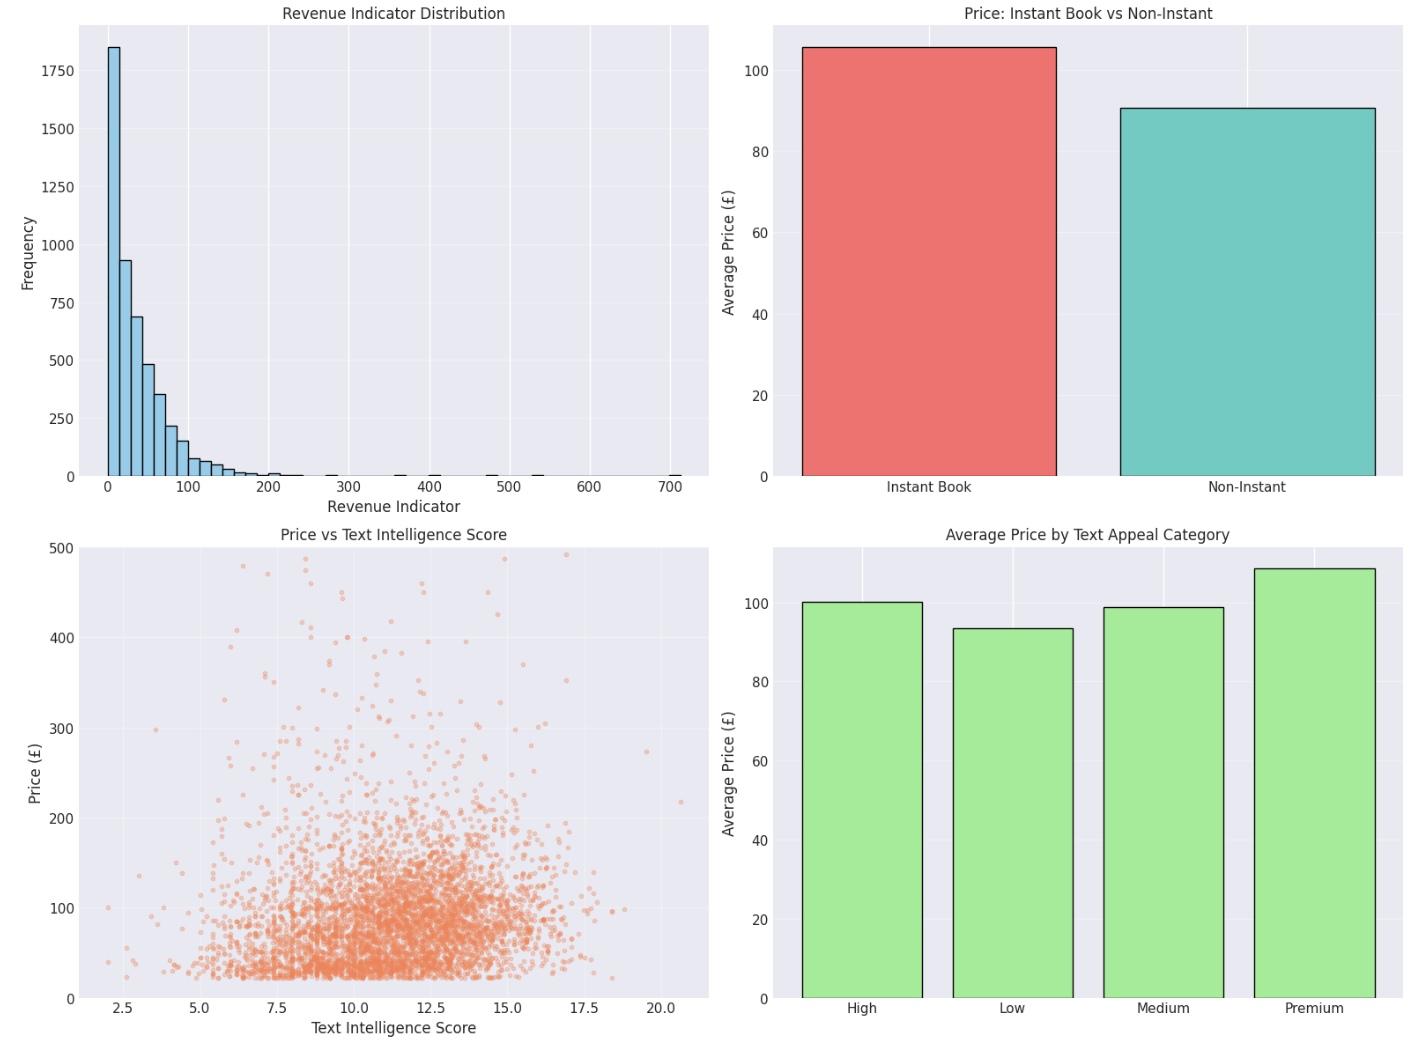 Revenue Indicator Distribution
Frequency
1750
1500
1250
1000
750
500
250
0
0 100 200 300 400 500 600 700
Revenue Indicator
Price: Instant Book vs Non-Instant
Average Price (£)
100
80
60
40
20
0
Instant Book Non-Instant
Price vs Text Intelligence Score
Price (£)
500
400
300
200
100
0
2.5 5.0 7.5 10.0 12.5 15.0 17.5 20.0
Text Intelligence Score
Average Price by Text Appeal Category
Average Price (£)
100
80
60
40
20
0
High Low Medium Premium